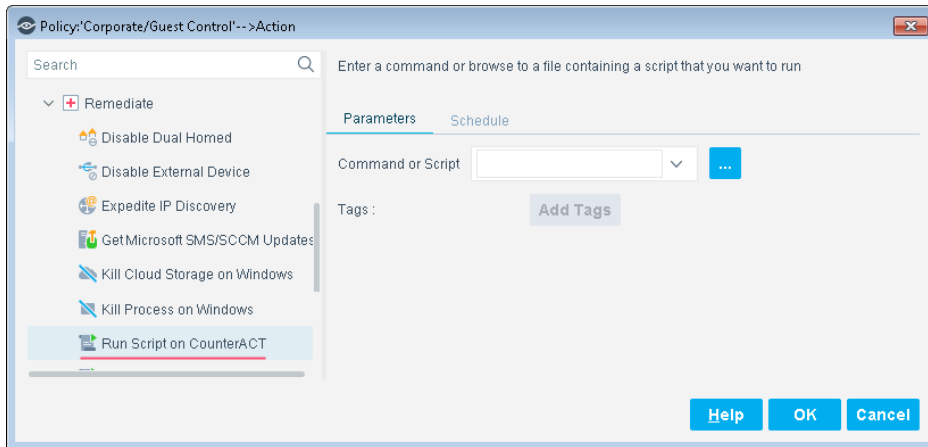 Policy:'Corporate/Guest Control'-->Action
Search
Remediate
Disable Dual Homed
Disable External Device
Expedite IP Discovery
Get Microsoft SMS/SCCM Updates
Kill Cloud Storage on Windows
Kill Process on Windows
Run Script on CounterACT
Enter a command or browse to a file containing a script that you want to run
Parameters Schedule
Command or Script ...
Tags : Add Tags
Help OK Cancel